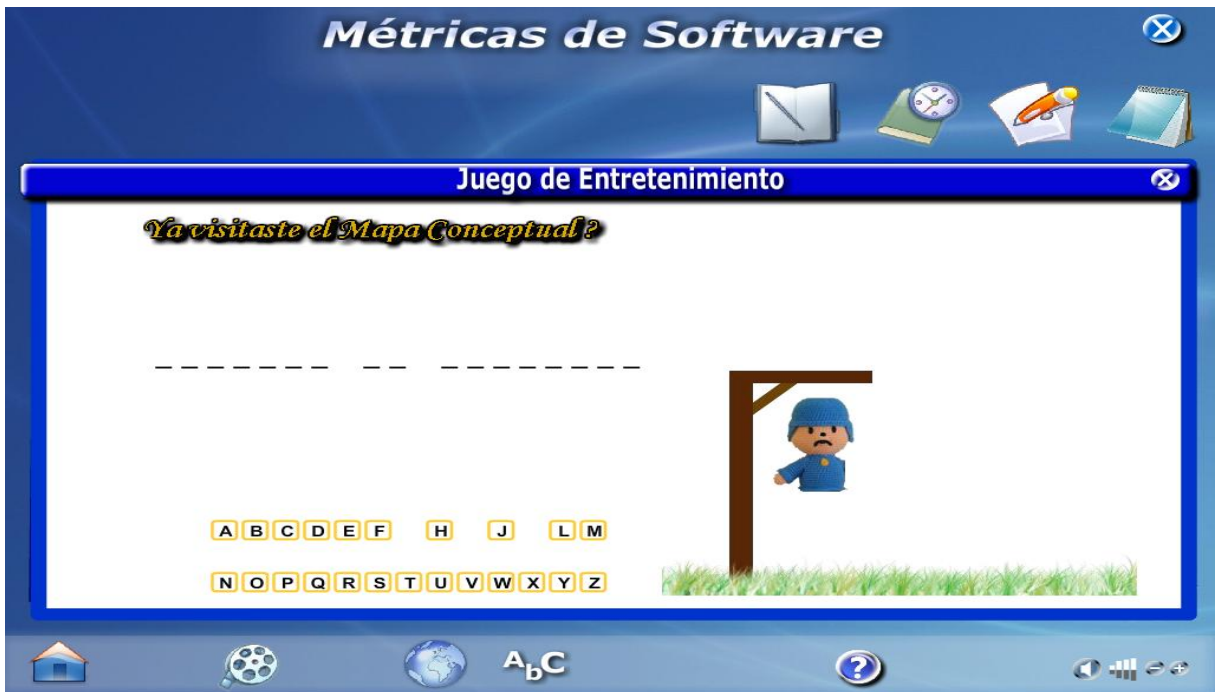 Métricas de Software
Juego de Entretenimiento
Ya visitaste el Mapa Conceptual ?
_ _ _ _ _ _ _  _ _  _ _ _ _ _ _ _ _
A B C D E F H J L M
N O P Q R S T U V W X Y Z
AbC
?